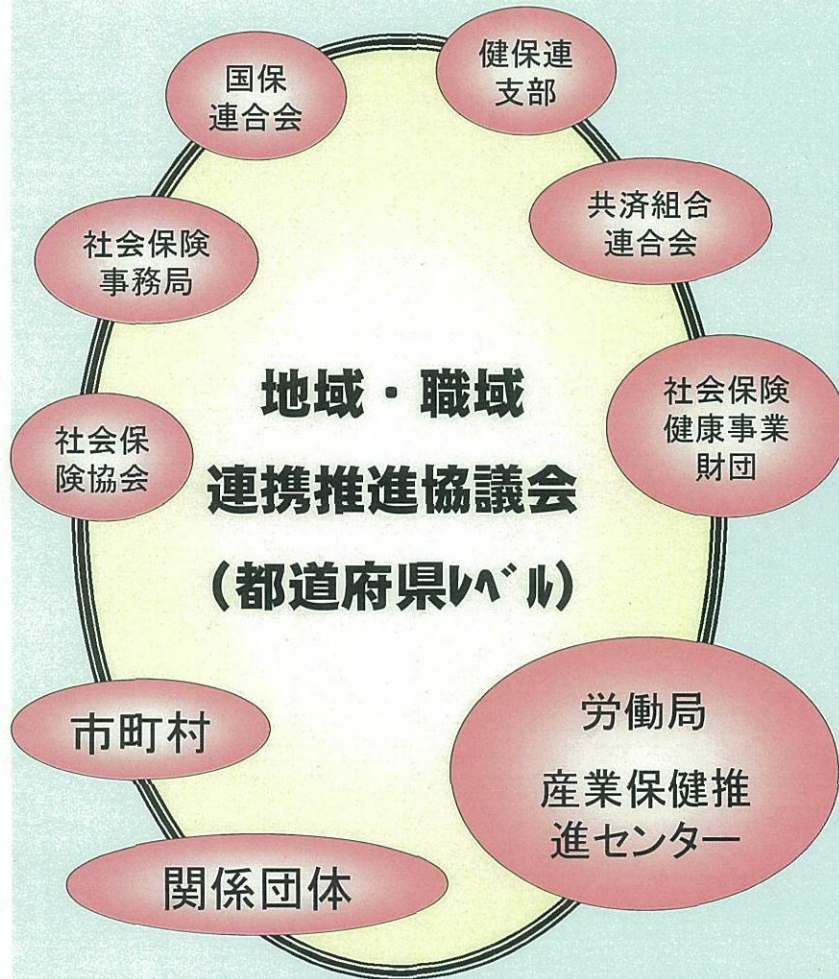 国保
連合会
健保連
支部
社会保険
事務局
共済組合
連合会
社会保
険協会
社会保険
健康事業
財団
地域・職域
連携推進協議会
(都道府県ﾚﾍﾞﾙ)
市町村
労働局
産業保健推
進センター
関係団体